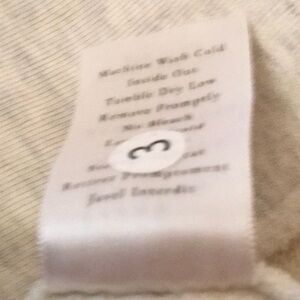 Machine Wash Cold
Inside Out
Tumble Dry Low
Remove Promptly
No Bleach
3
Retirer Promptement
Javel Interdit